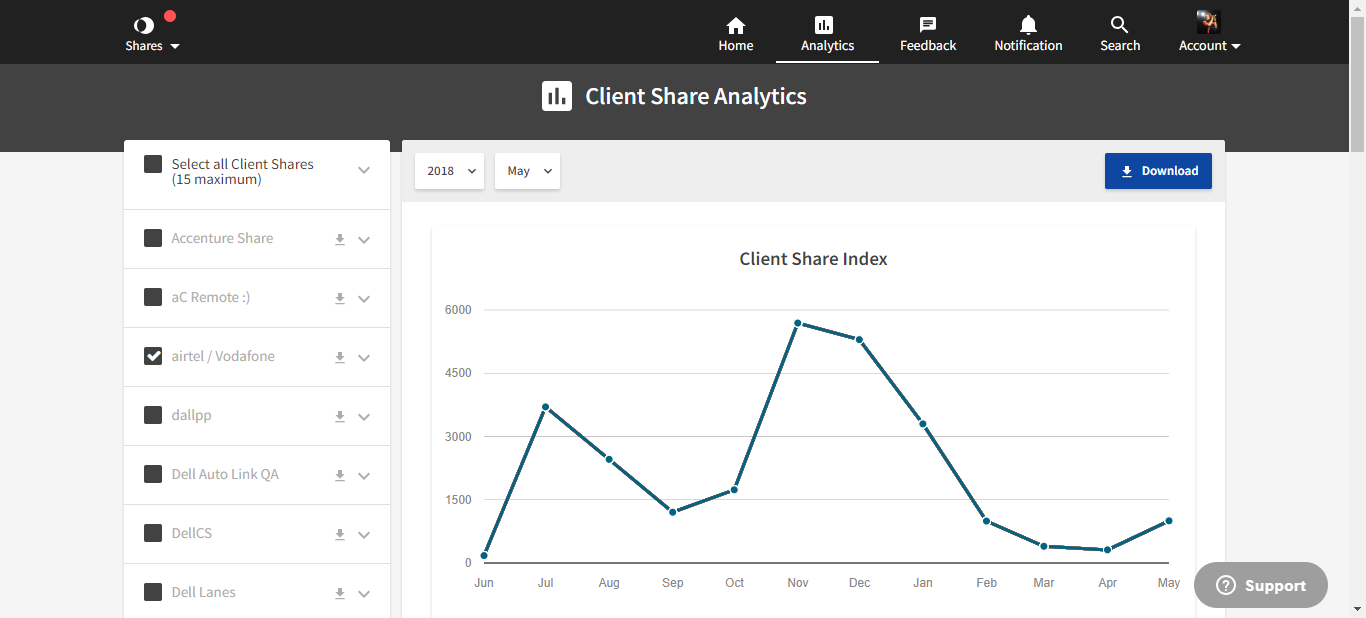 Shares
Home
Analytics
Feedback
Notification
Search
Account
Client Share Analytics
Select all Client Shares
(15 maximum)
Accenture Share
aC Remote :)
airtel / Vodafone
dallpp
Dell Auto Link QA
DellCS
Dell Lanes
2018
May
Download
Client Share Index
6000
4500
3000
1500
0
Jun
Jul
Aug
Sep
Oct
Nov
Dec
Jan
Feb
Mar
Apr
May
Support